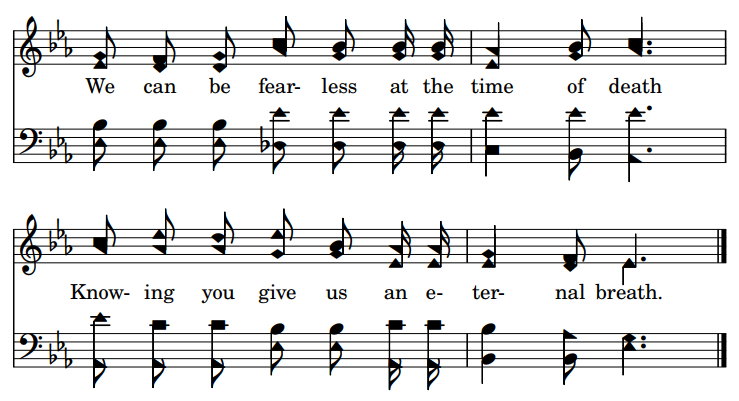 We can be fear- less at the time of death
Know- ing you give us an e- ter- nal breath.